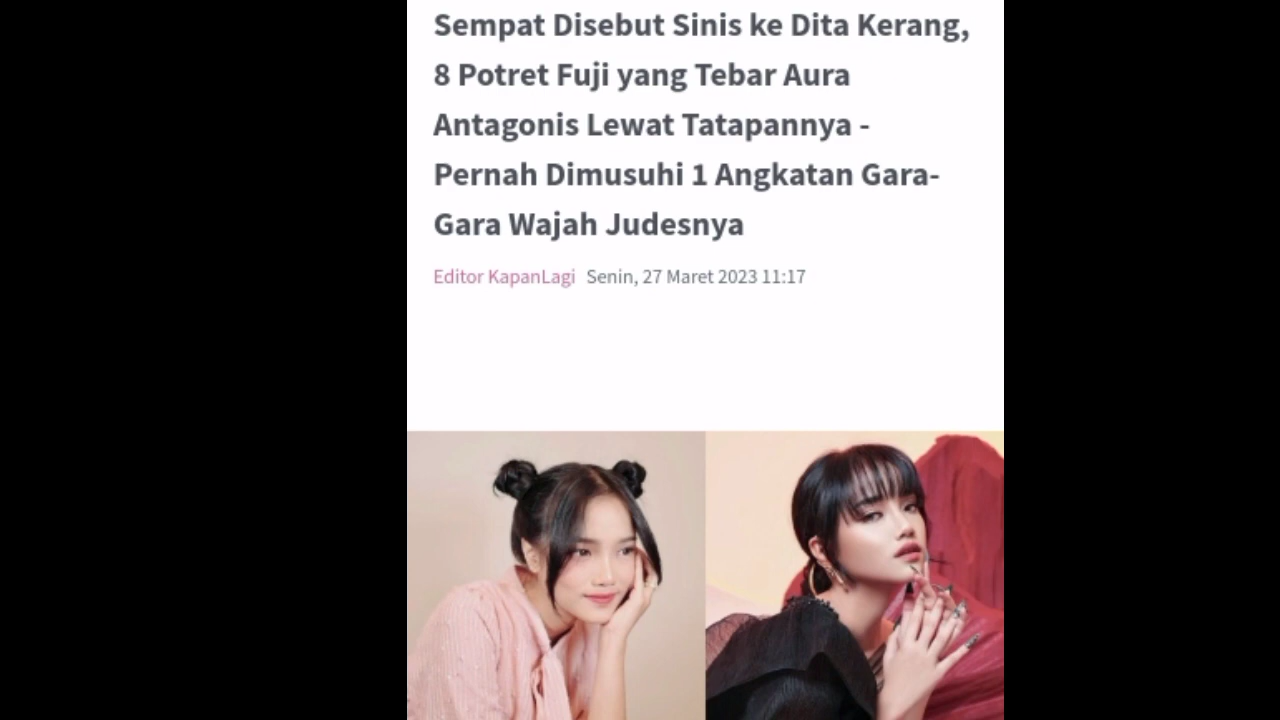 Sempat Disebut Sinis ke Dita Kerang,
8 Potret Fuji yang Tebar Aura
Antagonis Lewat Tatapannya -
Pernah Dimusuhi 1 Angkatan Gara-
Gara Wajah Judesnya
Editor KapanLagi Senin, 27 Maret 2023 11:17